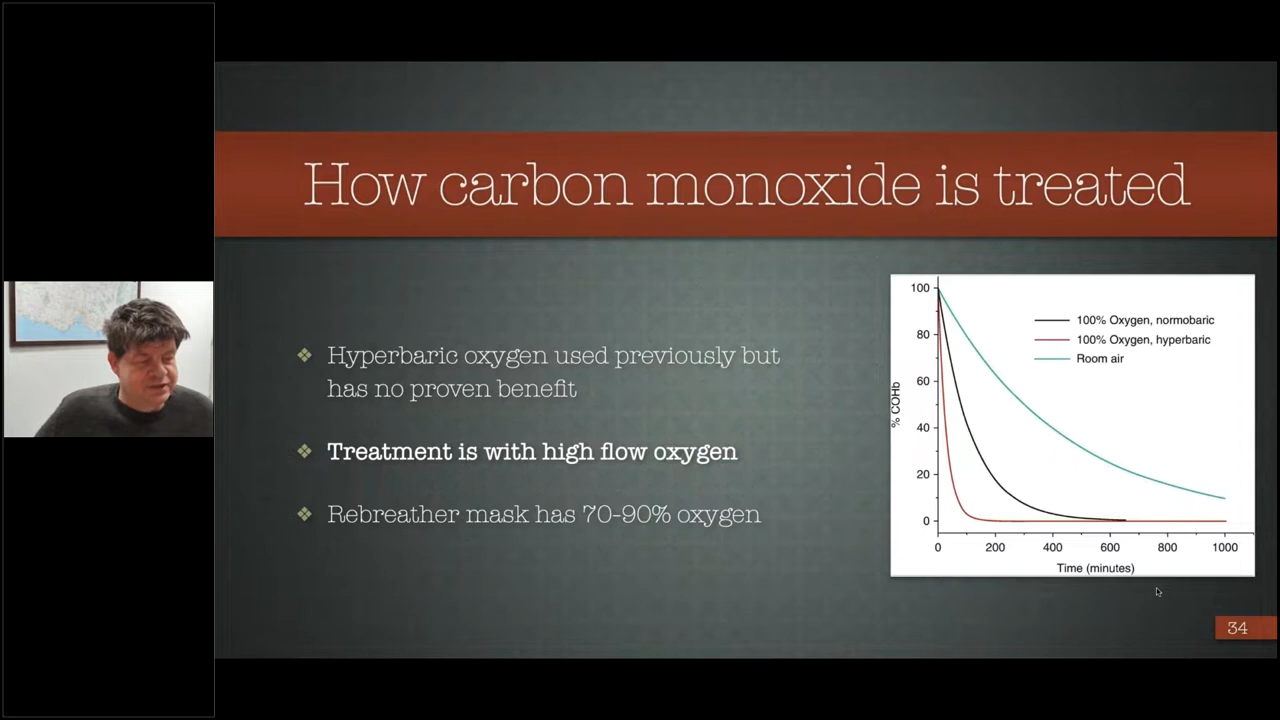 How carbon monoxide is treated
Hyperbaric oxygen used previously but
has no proven benefit
Treatment is with high flow oxygen
Rebreather mask has 70-90% oxygen
100% Oxygen, normobaric
100% Oxygen, hyperbaric
Room air
% COHb
100
80
60
40
20
0
0 200 400 600 800 1000
Time (minutes)
34